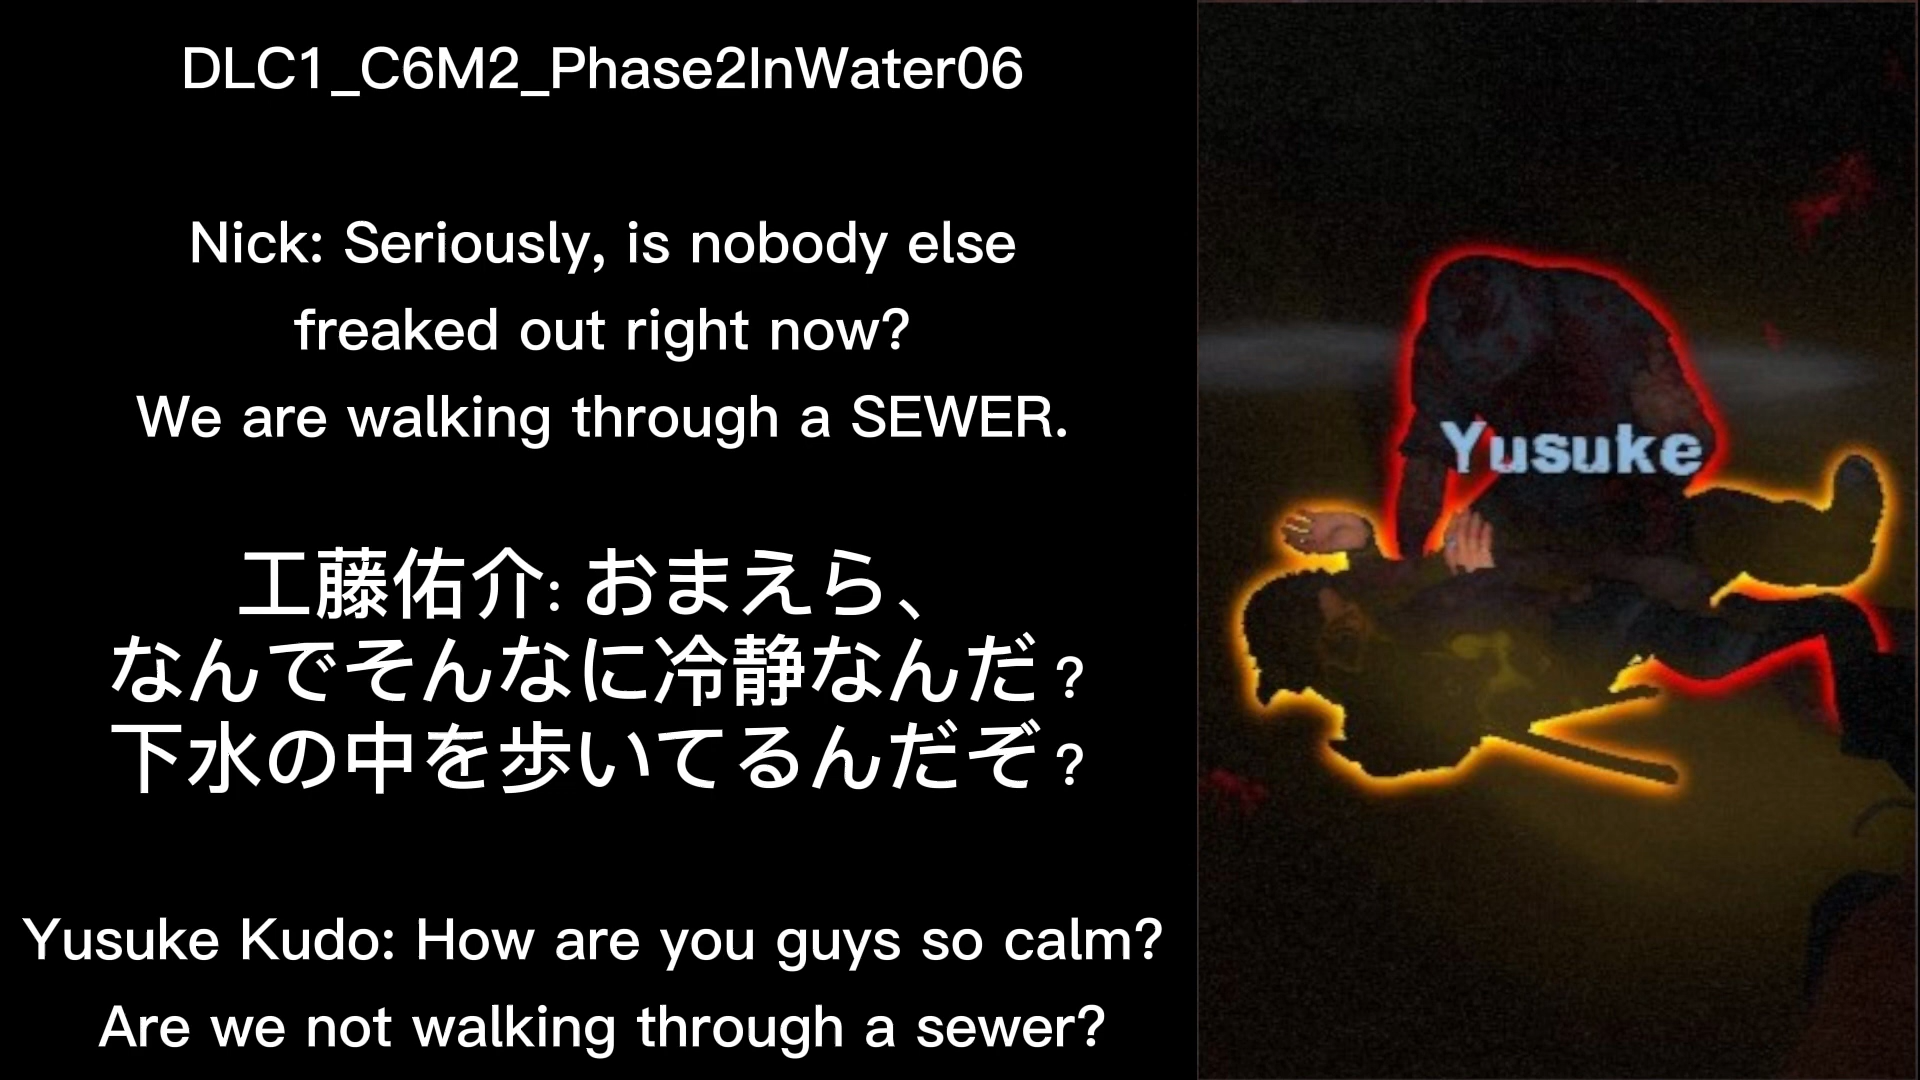 DLC1_C6M2_Phase2InWater06
Nick: Seriously, is nobody else
freaked out right now?
We are walking through a SEWER.
工藤佑介: おまえら、
なんでそんなに冷静なんだ?
下水の中を歩いてるんだぞ?
Yusuke Kudo: How are you guys so calm?
Are we not walking through a sewer?
Yusuke